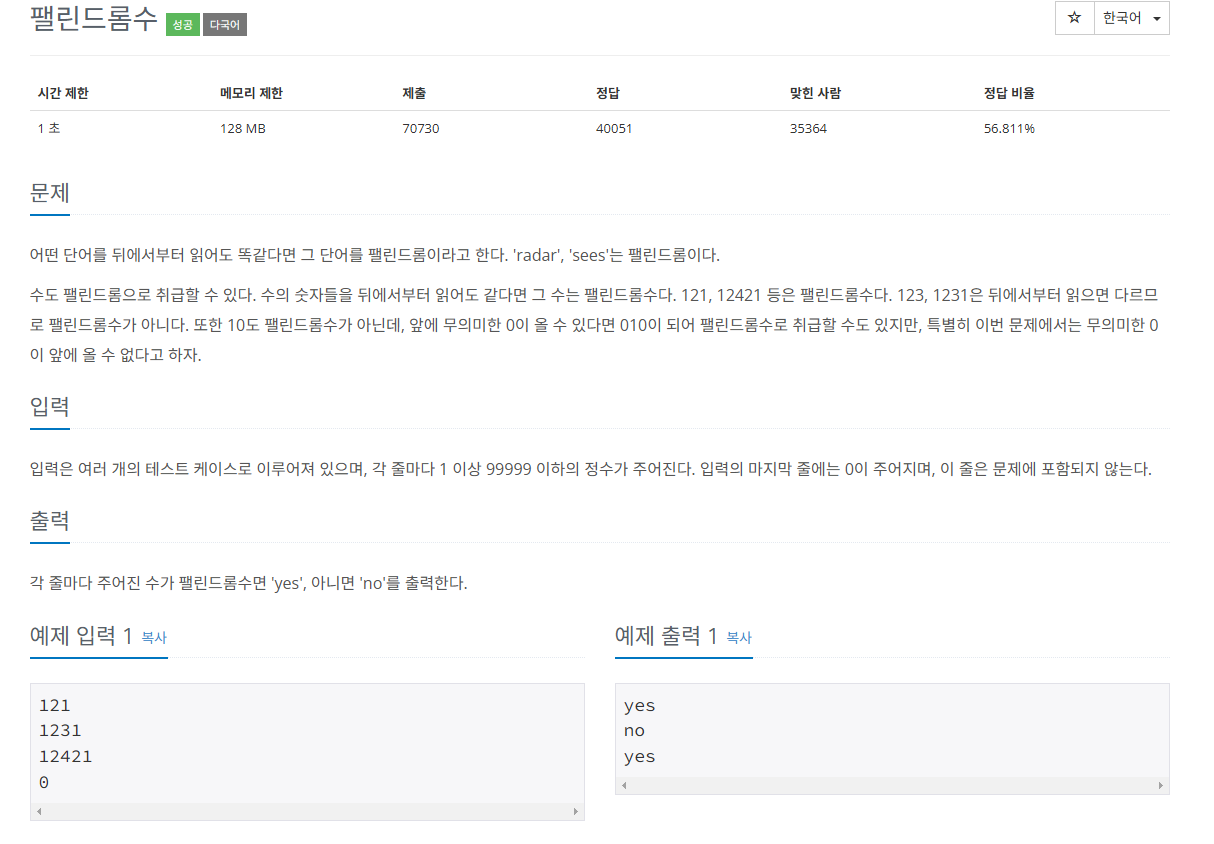 팰린드롬수 성공 다국어
☆ 한국어
시간 제한 메모리 제한 제출 정답 맞힌 사람 정답 비율
1 초 128 MB 70730 40051 35364 56.811%
문제
어떤 단어를 뒤에서부터 읽어도 똑같다면 그 단어를 팰린드롬이라고 한다. 'radar', 'sees'는 팰린드롬이다.
수도 팰린드롬으로 취급할 수 있다. 수의 숫자들을 뒤에서부터 읽어도 같다면 그 수는 팰린드롬수다. 121, 12421 등은 팰린드롬수다. 123, 1231은 뒤에서부터 읽으면 다르므
로 팰린드롬수가 아니다. 또한 10도 팰린드롬수가 아닌데, 앞에 무의미한 0이 올 수 있다면 010이 되어 팰린드롬수로 취급할 수도 있지만, 특별히 이번 문제에서는 무의미한 0
이 앞에 올 수 없다고 하자.
입력
입력은 여러 개의 테스트 케이스로 이루어져 있으며, 각 줄마다 1 이상 99999 이하의 정수가 주어진다. 입력의 마지막 줄에는 0이 주어지며, 이 줄은 문제에 포함되지 않는다.
출력
각 줄마다 주어진 수가 팰린드롬수면 'yes', 아니면 'no'를 출력한다.
예제 입력 1 복사
121
1231
12421
0
예제 출력 1 복사
yes
no
yes